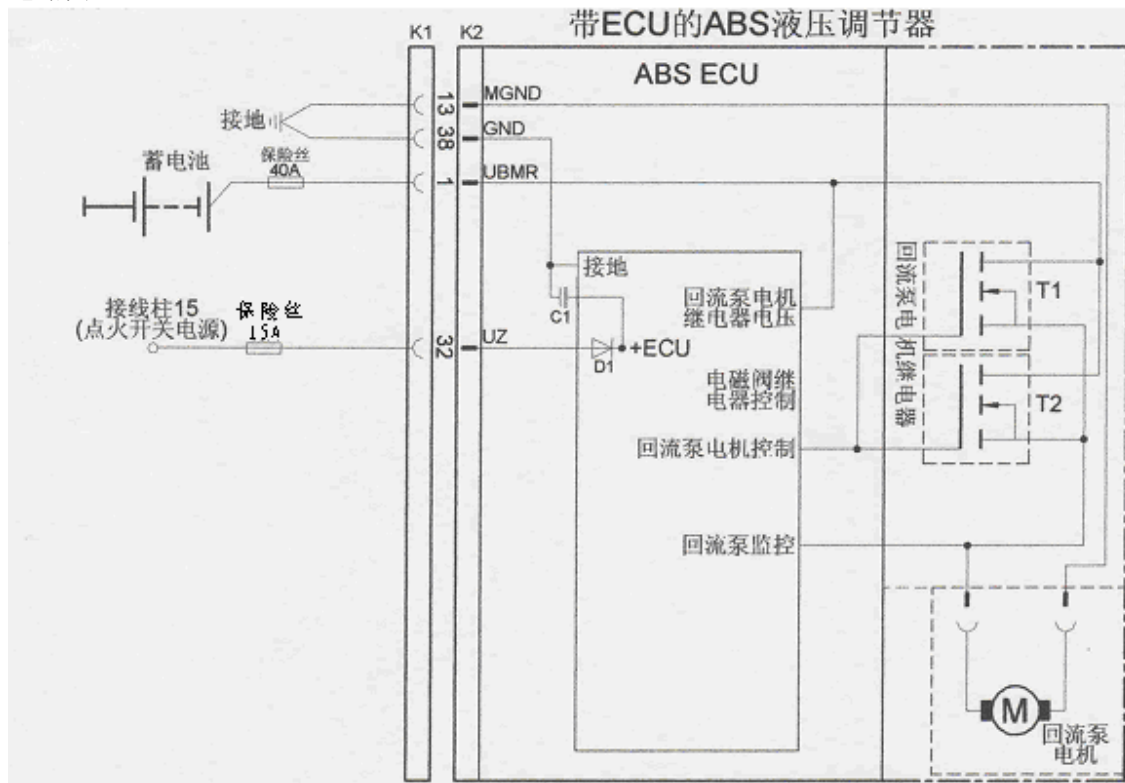 带ECU的ABS液压调节器
K1
K2
ABS ECU
13
MGND
接地
38
GND
蓄电池
保险丝
40A
1
UBMR
接地
回流泵电机
继电器电压
C1
接线柱15
(点火开关电源)
保险丝
15A
32
UZ
D1
+ECU
电磁阀继
电器控制
回流泵电机控制
回流泵监控
回流泵电机继电器
T1
T2
M
回流泵
电机